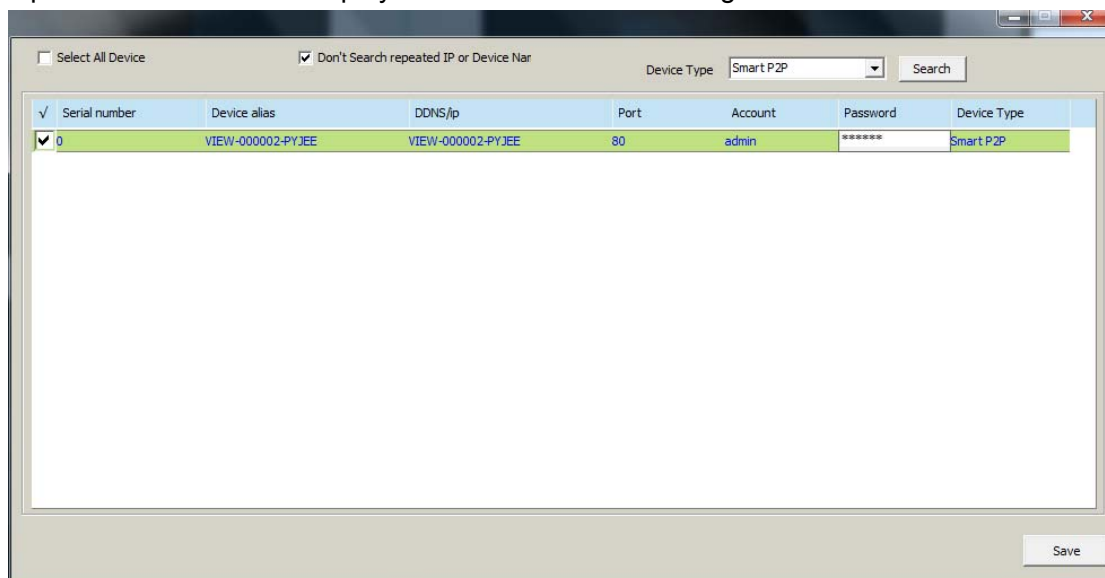 Select All Device
Don't Search repeated IP or Device Nar
Device Type Smart P2P Search
√ Serial number Device alias DDNS/ip Port Account Password Device Type
0 VIEW-000002-PYJEE VIEW-000002-PYJEE 80 admin ****** Smart P2P
Save